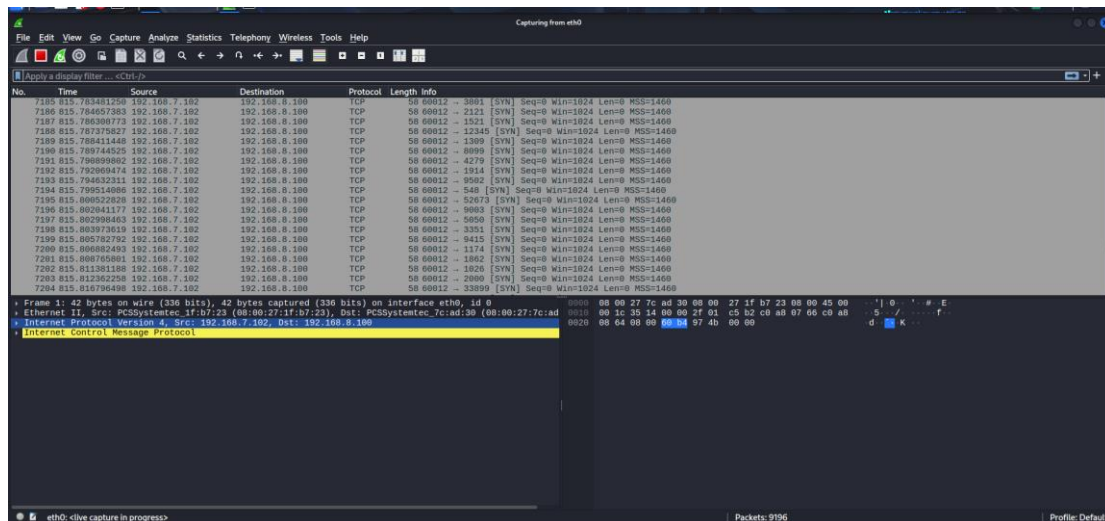 Capturing from eth0
File Edit View Go Capture Analyze Statistics Telephony Wireless Tools Help
Apply a display filter ... <Ctrl-/>
No. Time Source Destination Protocol Length Info
7185 815.783481250 192.168.7.102 192.168.8.100 TCP 58 60012 → 3801 [SYN] Seq=0 Win=1024 Len=0 MSS=1460
7186 815.784657383 192.168.7.102 192.168.8.100 TCP 58 60012 → 2121 [SYN] Seq=0 Win=1024 Len=0 MSS=1460
7187 815.786308773 192.168.7.102 192.168.8.100 TCP 58 60012 → 1521 [SYN] Seq=0 Win=1024 Len=0 MSS=1460
7188 815.787375827 192.168.7.102 192.168.8.100 TCP 58 60012 → 12345 [SYN] Seq=0 Win=1024 Len=0 MSS=1460
7189 815.788411448 192.168.7.102 192.168.8.100 TCP 58 60012 → 1309 [SYN] Seq=0 Win=1024 Len=0 MSS=1460
7190 815.789744525 192.168.7.102 192.168.8.100 TCP 58 60012 → 8099 [SYN] Seq=0 Win=1024 Len=0 MSS=1460
7191 815.790899802 192.168.7.102 192.168.8.100 TCP 58 60012 → 4279 [SYN] Seq=0 Win=1024 Len=0 MSS=1460
7192 815.792069474 192.168.7.102 192.168.8.100 TCP 58 60012 → 1914 [SYN] Seq=0 Win=1024 Len=0 MSS=1460
7193 815.794632311 192.168.7.102 192.168.8.100 TCP 58 60012 → 9502 [SYN] Seq=0 Win=1024 Len=0 MSS=1460
7194 815.799514086 192.168.7.102 192.168.8.100 TCP 58 60012 → 548 [SYN] Seq=0 Win=1024 Len=0 MSS=1460
7195 815.800522828 192.168.7.102 192.168.8.100 TCP 58 60012 → 52673 [SYN] Seq=0 Win=1024 Len=0 MSS=1460
7196 815.802041177 192.168.7.102 192.168.8.100 TCP 58 60012 → 9003 [SYN] Seq=0 Win=1024 Len=0 MSS=1460
7197 815.802998463 192.168.7.102 192.168.8.100 TCP 58 60012 → 5050 [SYN] Seq=0 Win=1024 Len=0 MSS=1460
7198 815.803973619 192.168.7.102 192.168.8.100 TCP 58 60012 → 3351 [SYN] Seq=0 Win=1024 Len=0 MSS=1460
7199 815.805782792 192.168.7.102 192.168.8.100 TCP 58 60012 → 9415 [SYN] Seq=0 Win=1024 Len=0 MSS=1460
7200 815.806882493 192.168.7.102 192.168.8.100 TCP 58 60012 → 1174 [SYN] Seq=0 Win=1024 Len=0 MSS=1460
7201 815.808765801 192.168.7.102 192.168.8.100 TCP 58 60012 → 1862 [SYN] Seq=0 Win=1024 Len=0 MSS=1460
7202 815.811381188 192.168.7.102 192.168.8.100 TCP 58 60012 → 1026 [SYN] Seq=0 Win=1024 Len=0 MSS=1460
7203 815.812362258 192.168.7.102 192.168.8.100 TCP 58 60012 → 2000 [SYN] Seq=0 Win=1024 Len=0 MSS=1460
7204 815.816796498 192.168.7.102 192.168.8.100 TCP 58 60012 → 33899 [SYN] Seq=0 Win=1024 Len=0 MSS=1460
Frame 1: 42 bytes on wire (336 bits), 42 bytes captured (336 bits) on interface eth0, id 0
Ethernet II, Src: PCSSystemtec_1f:b7:23 (08:00:27:1f:b7:23), Dst: PCSSystemtec_7c:ad:30 (08:00:27:7c:ad
Internet Protocol Version 4, Src: 192.168.7.102, Dst: 192.168.8.100
Internet Control Message Protocol
0000 08 00 27 7c ad 30 08 00 27 1f b7 23 08 00 45 00 ··'|·0·· '··#··E·
0010 00 1c 35 14 00 00 2f 01 c5 b2 c0 a8 07 66 c0 a8 ··5···/· ·····f··
0020 08 64 08 00 60 b4 97 4b 00 00 ·d··`··K ··
eth0: <live capture in progress>
Packets: 9196
Profile: Defaul